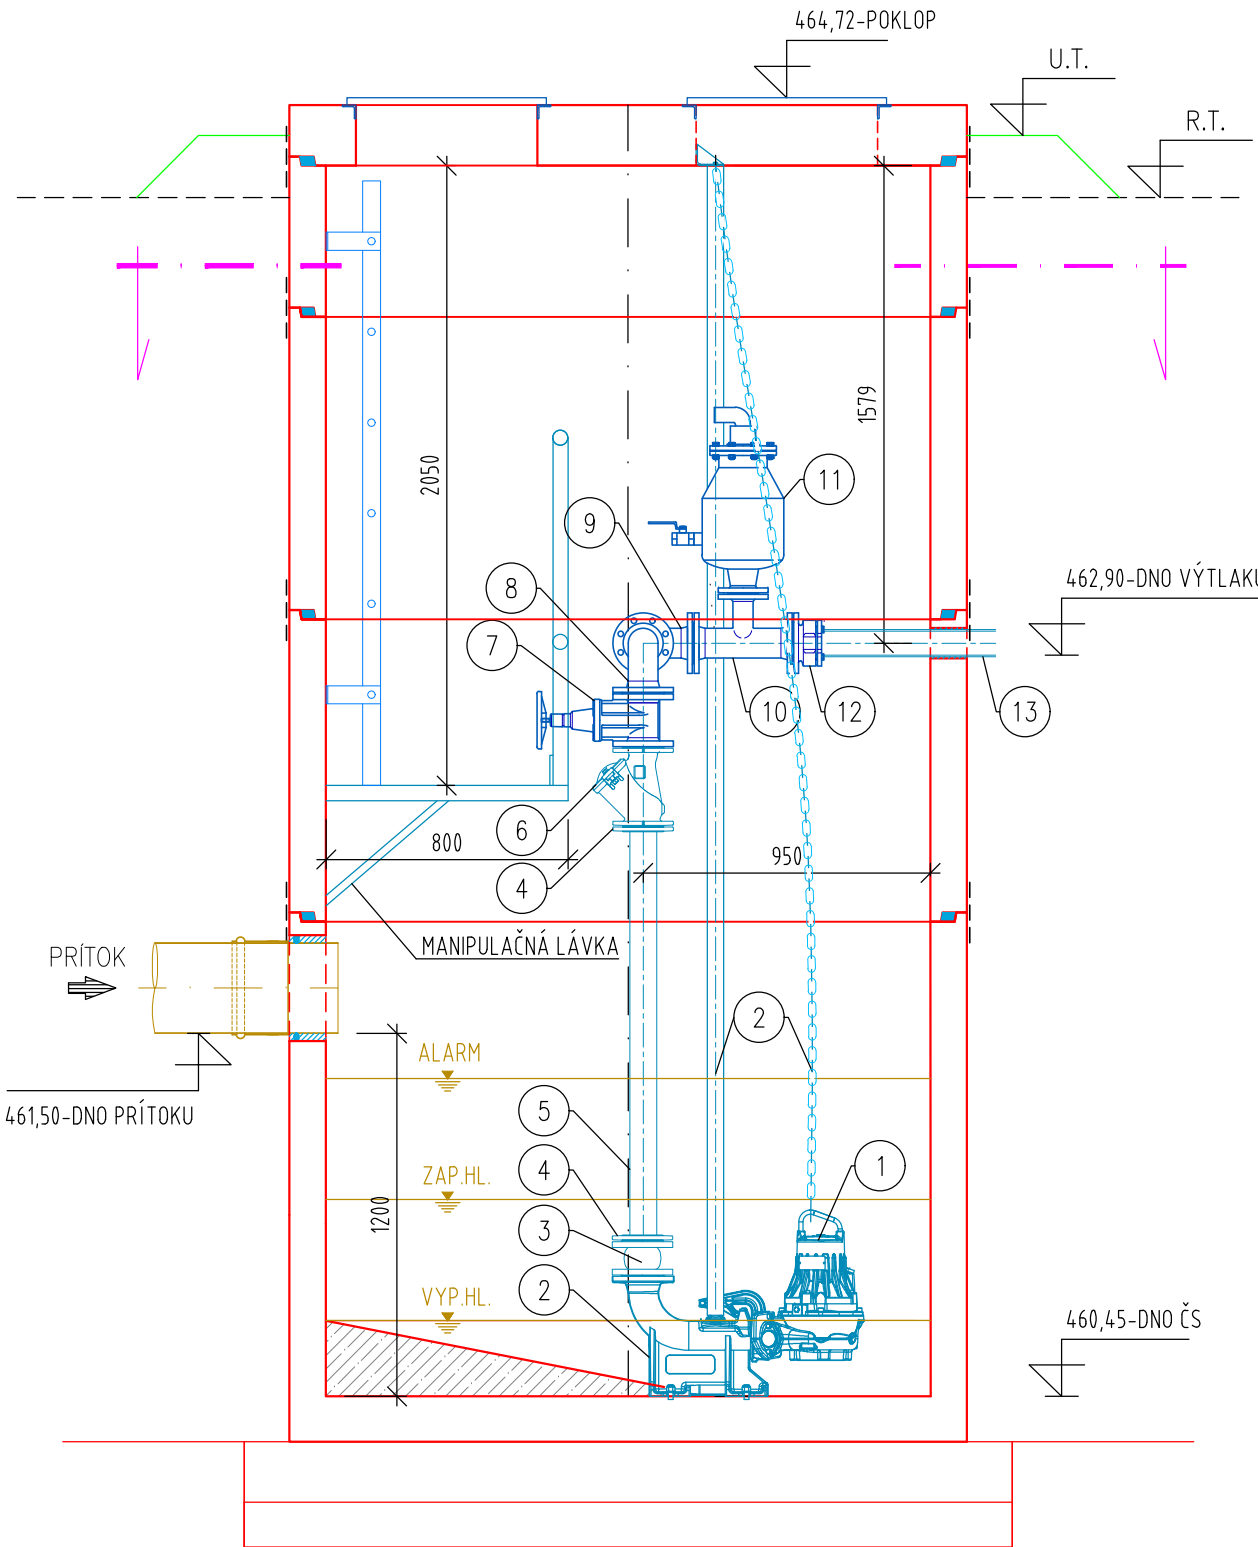 464,72-POKLOP
U.T.
R.T.
1579
2050
11
9
8
462,90-DNO VÝTLAKU
7
10
12
13
6
800
950
4
MANIPULAČNÁ LÁVKA
PRÍTOK
2
ALARM
461,50-DNO PRÍTOKU
5
1
4
ZAP.HL.
1200
3
2
VYP.HL.
460,45-DNO ČS